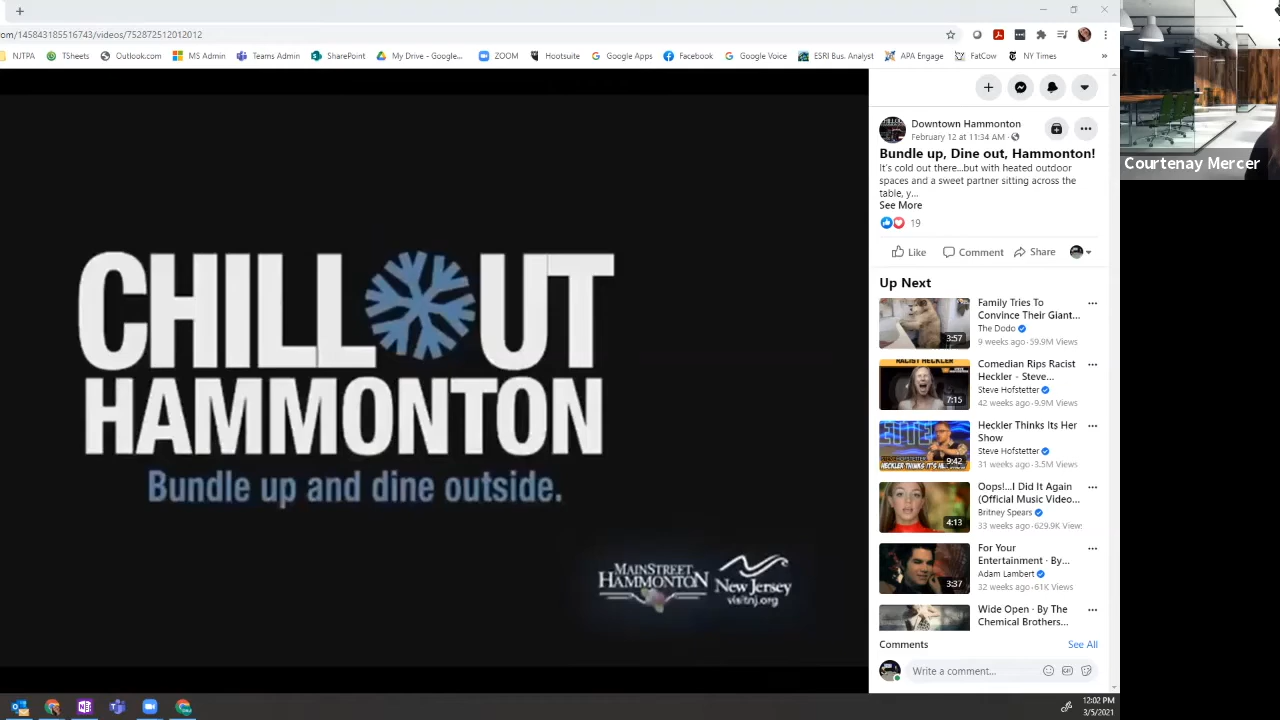 om/145843185516743/videos/752872512012012
NJTPA TSheets Outlook.com MS Admin Teams Admin SharePoint My Drive - Google... ZOOM Hootsuite Google Apps Facebook Google Voice ESRI Bus. Analyst APA Engage FatCow NY Times »
CHILL OUT
HAMMONTON
Bundle up and dine outside.
MAINSTREET
HAMMONTON
New Jersey
visitnj.org
Downtown Hammonton
February 12 at 11:34 AM ·
Bundle up, Dine out, Hammonton!
It's cold out there...but with heated outdoor
spaces and a sweet partner sitting across the
table, y...
See More
19
Like Comment Share
Up Next
Family Tries To
Convince Their Giant...
The Dodo
9 weeks ago · 59.9M Views
3:57
RACIST HECKLER
Comedian Rips Racist
Heckler - Steve...
Steve Hofstetter
42 weeks ago · 9.9M Views
7:15
Heckler Thinks Its Her
Show
Steve Hofstetter
31 weeks ago · 3.5M Views
9:42
HECKLER THINKS IT'S
Oops!...I Did It Again
(Official Music Video...
Britney Spears
33 weeks ago · 629.9K Views
4:13
For Your
Entertainment · By...
Adam Lambert
32 weeks ago · 61K Views
3:37
Wide Open · By The
Chemical Brothers...
Comments See All
Write a comment...
GIF
12:02 PM
3/5/2021
Courtenay Mercer